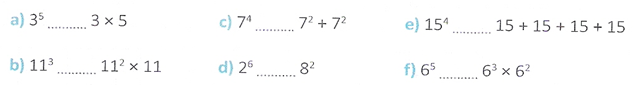 a) 3⁵ .......... 3 × 5 c) 7⁴ .......... 7² + 7² e) 15⁴ .......... 15 + 15 + 15 + 15
b) 11³ .......... 11² × 11 d) 2⁶ .......... 8² f) 6⁵ .......... 6³ × 6²